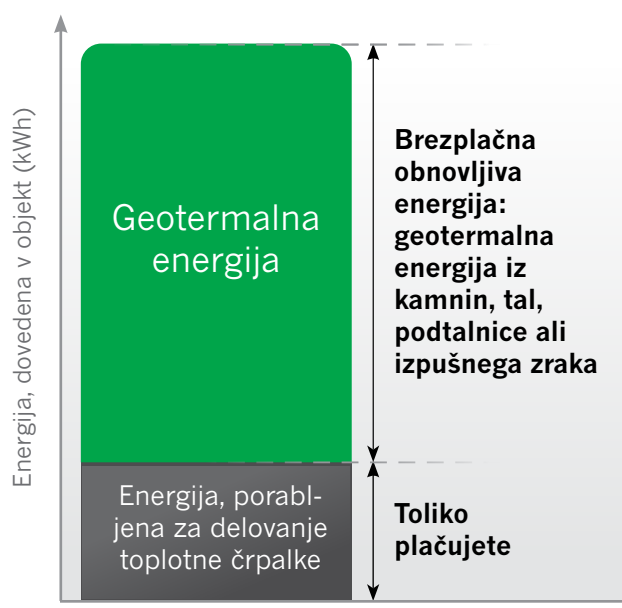 Energija, dovedena v objekt (kWh)
Geotermalna
energija
Brezplačna
obnovljiva
energija:
geotermalna
energija iz
kamnin, tal,
podtalnice ali
izpušnega zraka
Energija, porabl-
jena za delovanje
toplotne črpalke
Toliko
plačujete